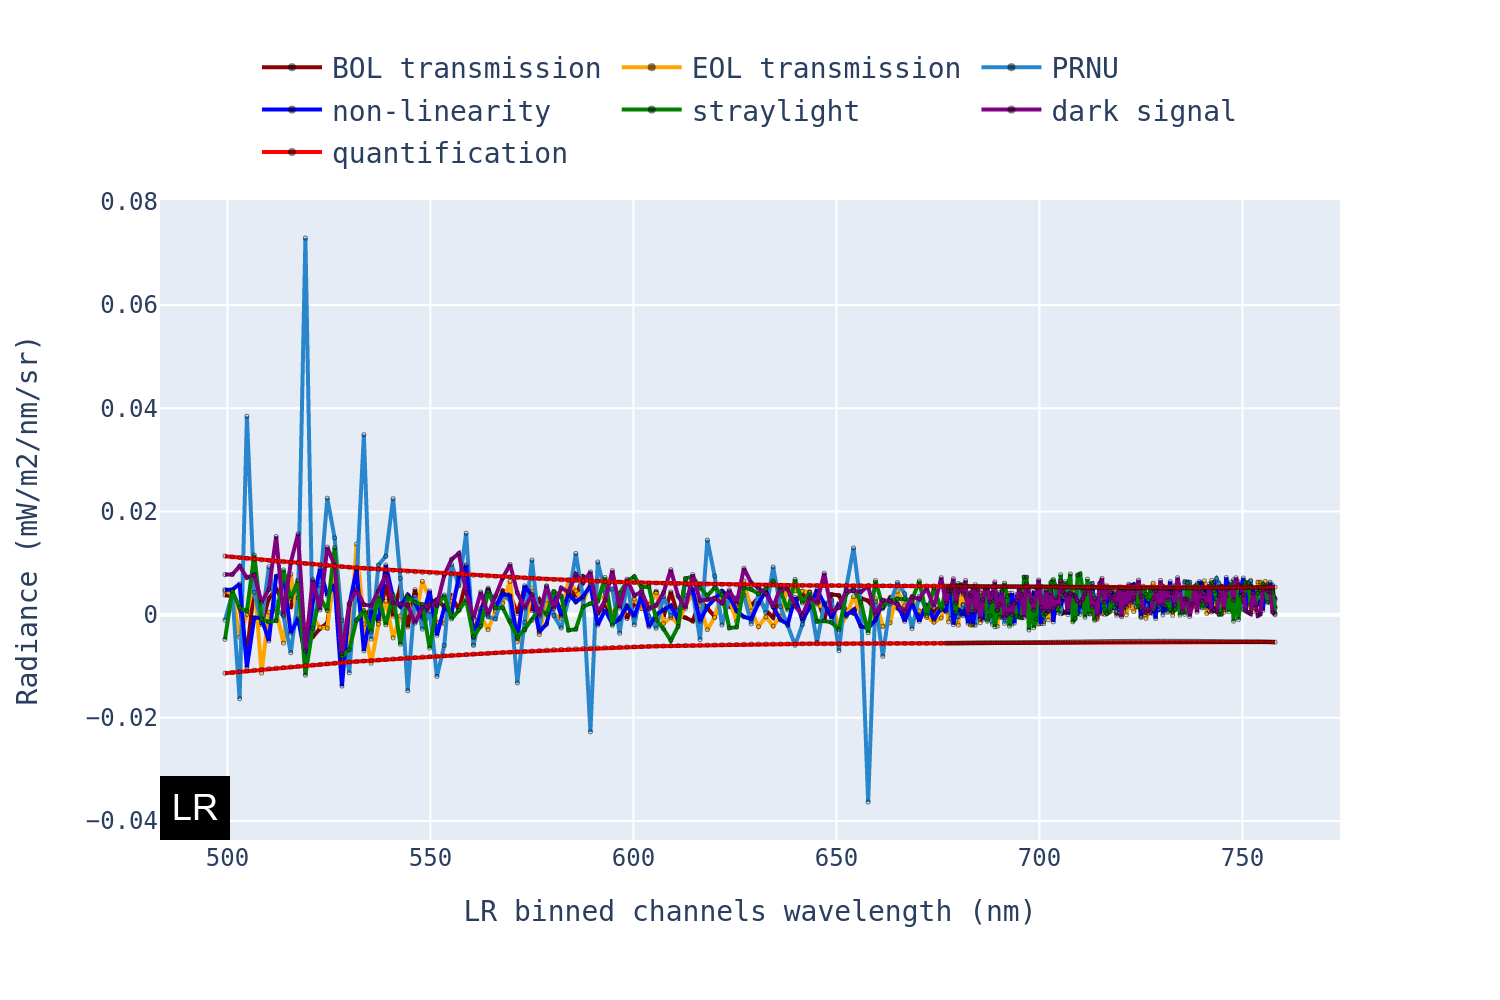 BOL transmission EOL transmission PRNU
non-linearity straylight dark signal
quantification
0.08
0.06
0.04
0.02
0
−0.02
−0.04
Radiance (mW/m2/nm/sr)
LR
500 550 600 650 700 750
LR binned channels wavelength (nm)